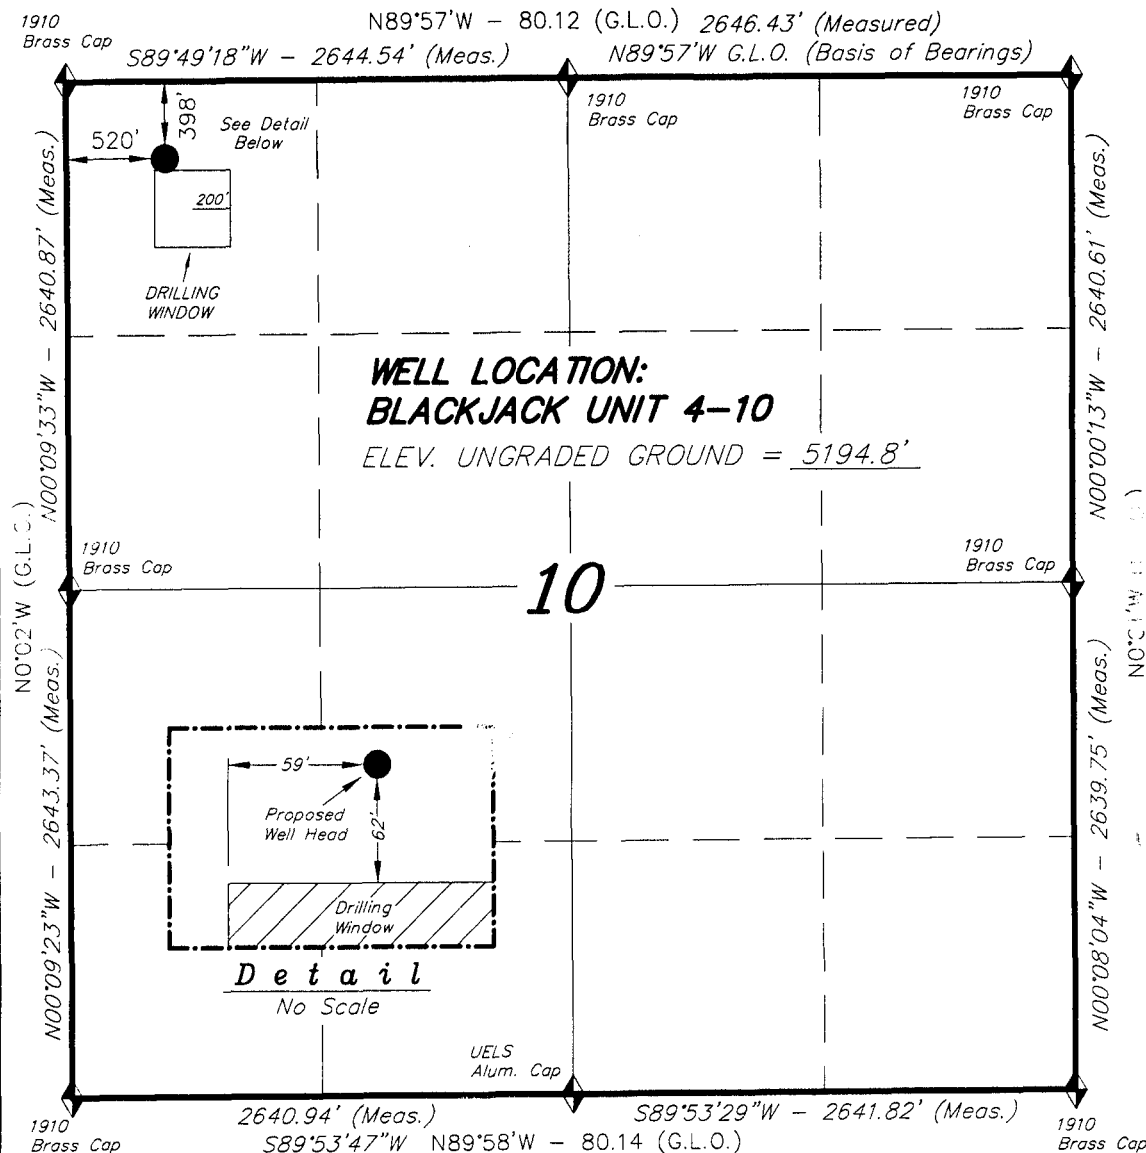 1910
Brass Cap
N89°57'W – 80.12 (G.L.O.) 2646.43' (Measured)
S89°49'18"W – 2644.54' (Meas.)
N89°57'W G.L.O. (Basis of Bearings)
1910
Brass Cap
1910
Brass Cap
398'
520'
See Detail
Below
200'
DRILLING
WINDOW
N00°09'33"W – 2640.87' (Meas.)
N00°00'13"W – 2640.61' (Meas.)
WELL LOCATION:
BLACKJACK UNIT 4–10
ELEV. UNGRADED GROUND = 5194.8'
N0°02'W (G.L.O.)
1910
Brass Cap
10
1910
Brass Cap
N00°09'23"W – 2643.37' (Meas.)
N00°08'04"W – 2639.75' (Meas.)
59'
Proposed
Well Head
62'
Drilling
Window
Detail
No Scale
UELS
Alum. Cap
1910
Brass Cap
2640.94' (Meas.)
S89°53'47"W
N89°58'W – 80.14 (G.L.O.)
S89°53'29"W – 2641.82' (Meas.)
1910
Brass Cap